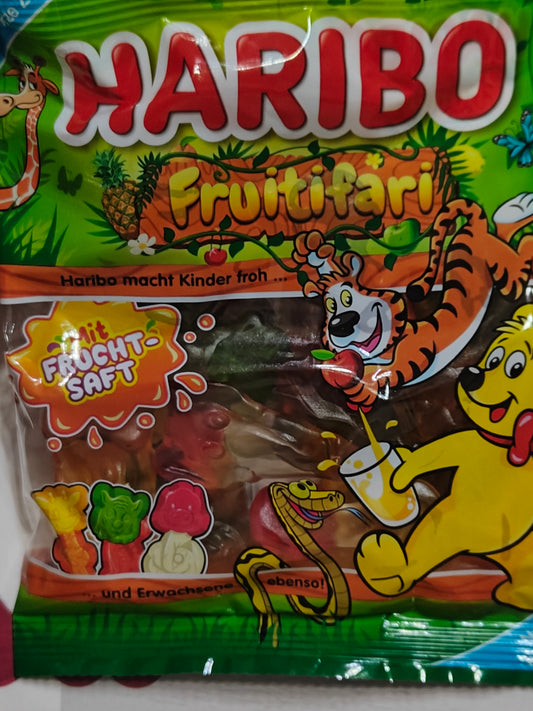 HARIBO
Fruitifari
Haribo macht Kinder froh ...
Mit
FRUCHT-
SAFT
... und Erwachsene ebenso!